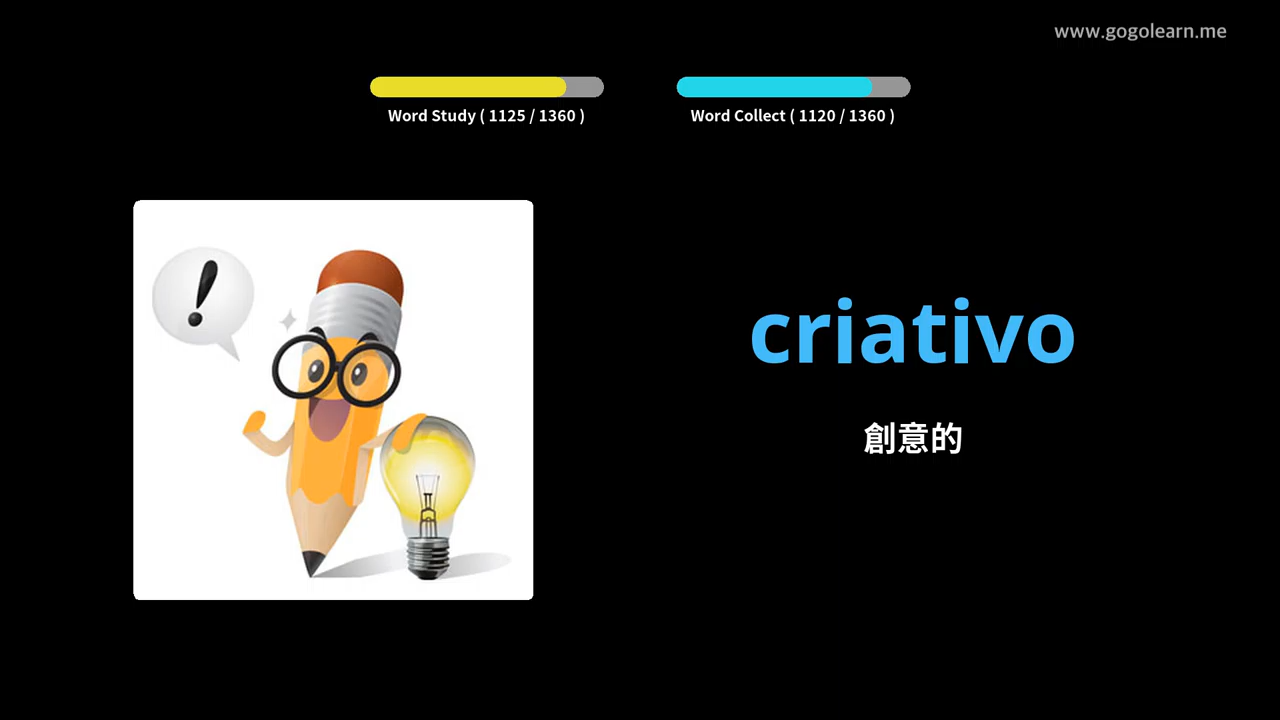 www.gogolearn.me
Word Study ( 1125 / 1360 )
Word Collect ( 1120 / 1360 )
!
criativo
創意的